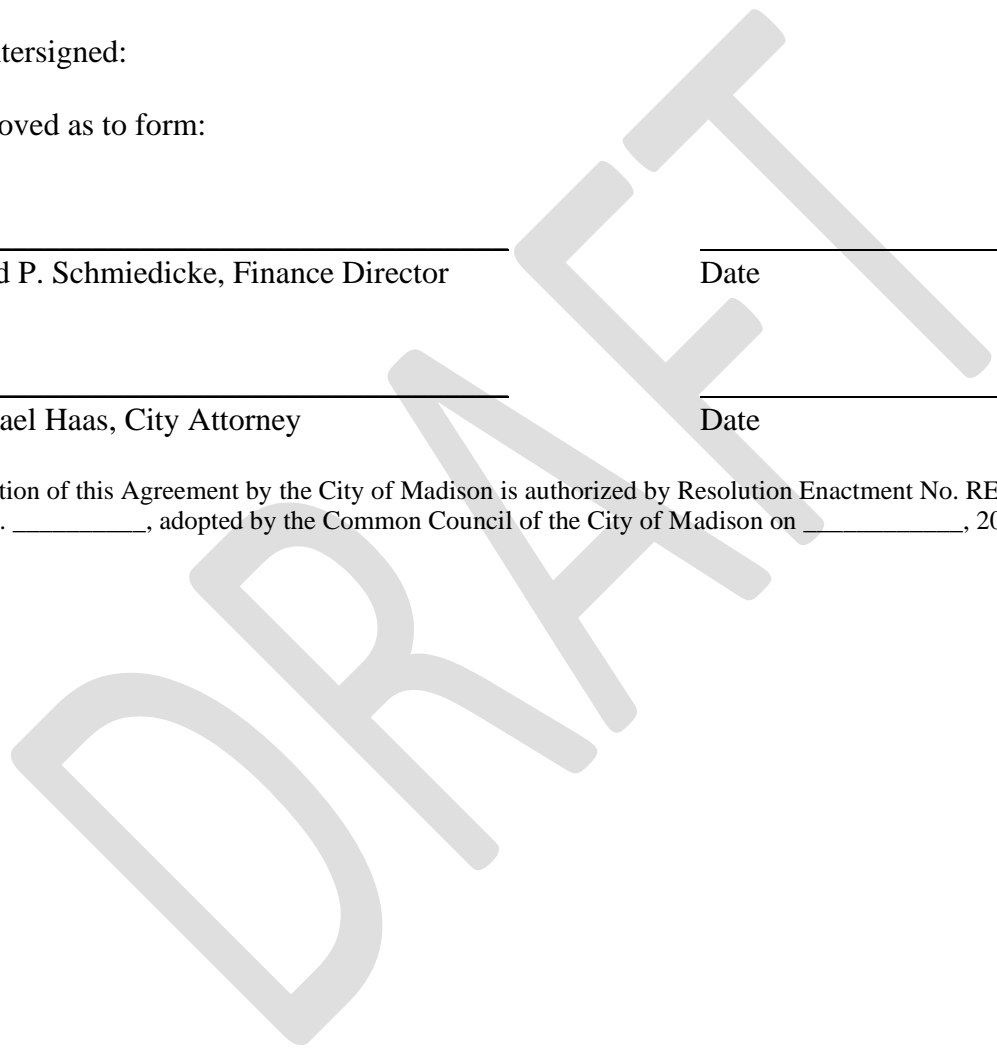 tersigned:
oved as to form:
d P. Schmiedicke, Finance Director Date
ael Haas, City Attorney Date
tion of this Agreement by the City of Madison is authorized by Resolution Enactment No. RE
. __________, adopted by the Common Council of the City of Madison on ____________, 20
DRAFT